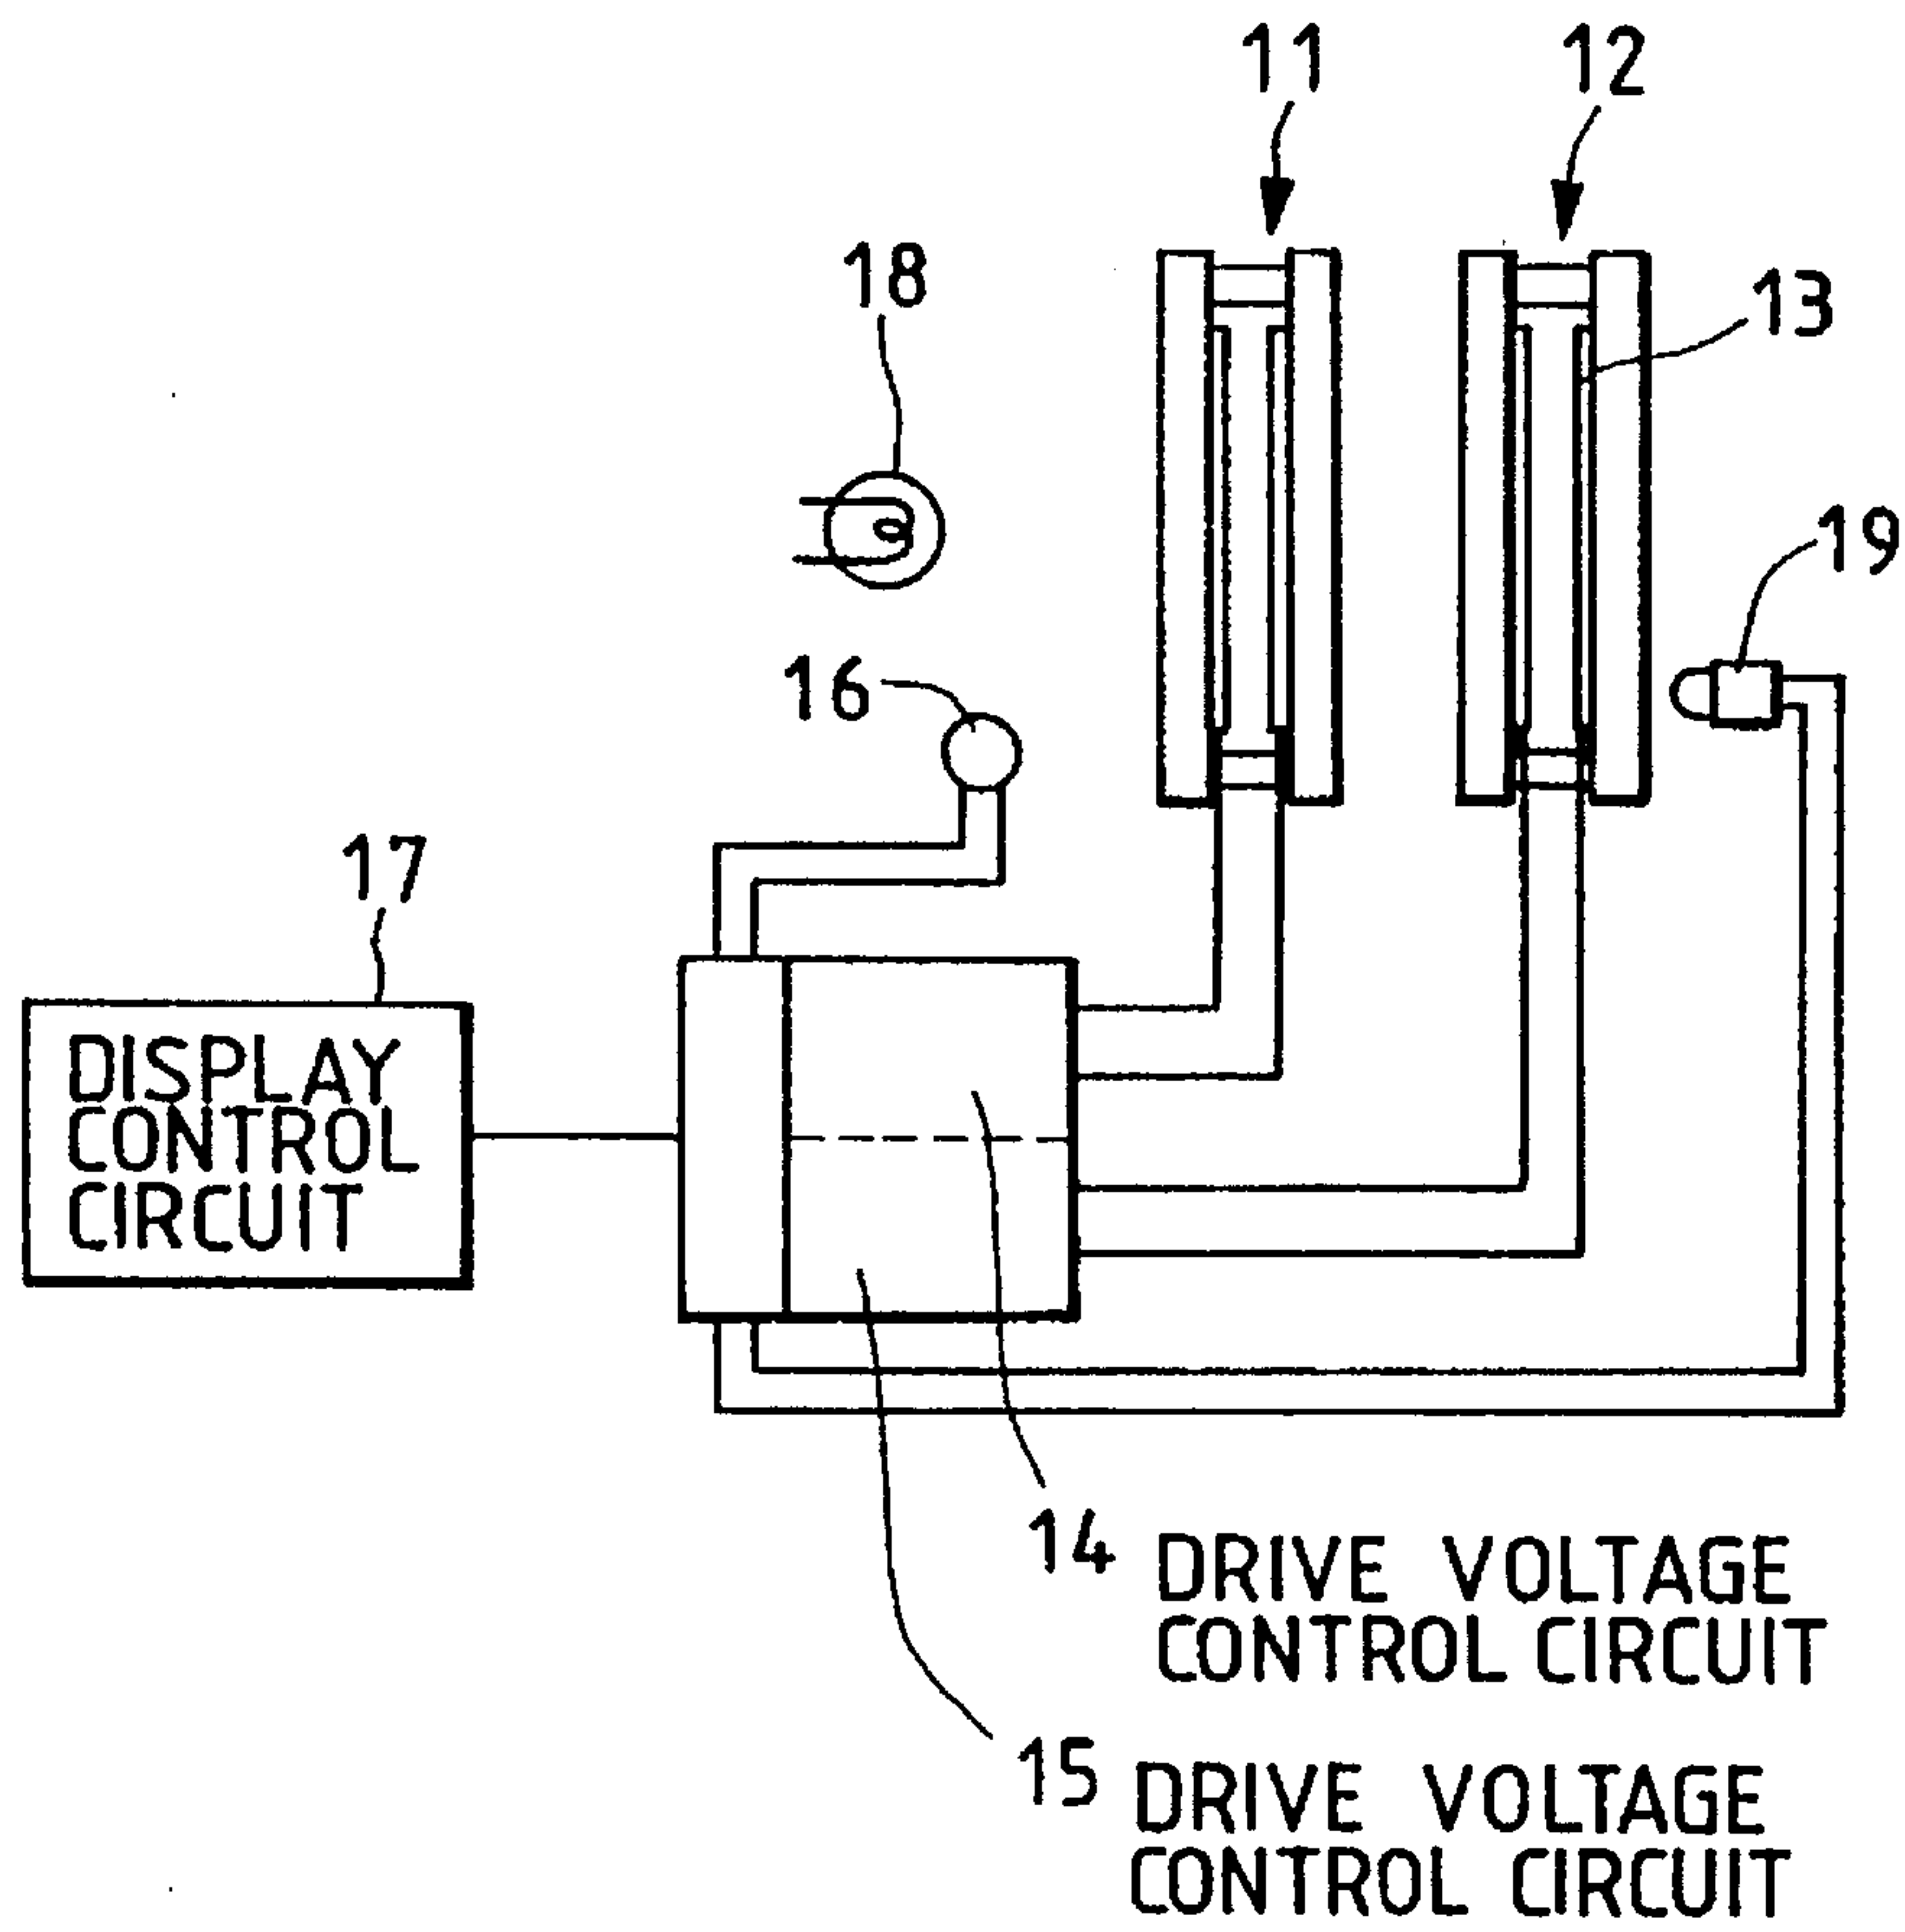 11
12
18
13
19
16
17
DISPLAY
CONTROL
CIRCUIT
14 DRIVE VOLTAGE
CONTROL CIRCUIT
15 DRIVE VOLTAGE
CONTROL CIRCUIT